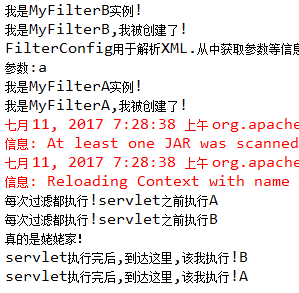 我是MyFilterB实例!
我是MyFilterB,我被创建了!
FilterConfig用于解析XML.从中获取参数等信息
参数:a
我是MyFilterA实例!
我是MyFilterA,我被创建了!
七月 11, 2017 7:28:38 上午 org.apache
信息: At least one JAR was scanned
七月 11, 2017 7:28:38 上午 org.apache
信息: Reloading Context with name
每次过滤都执行!servlet之前执行A
每次过滤都执行!servlet之前执行B
真的是姥姥家!
servlet执行完后,到达这里,该我执行!B
servlet执行完后,到达这里,该我执行!A